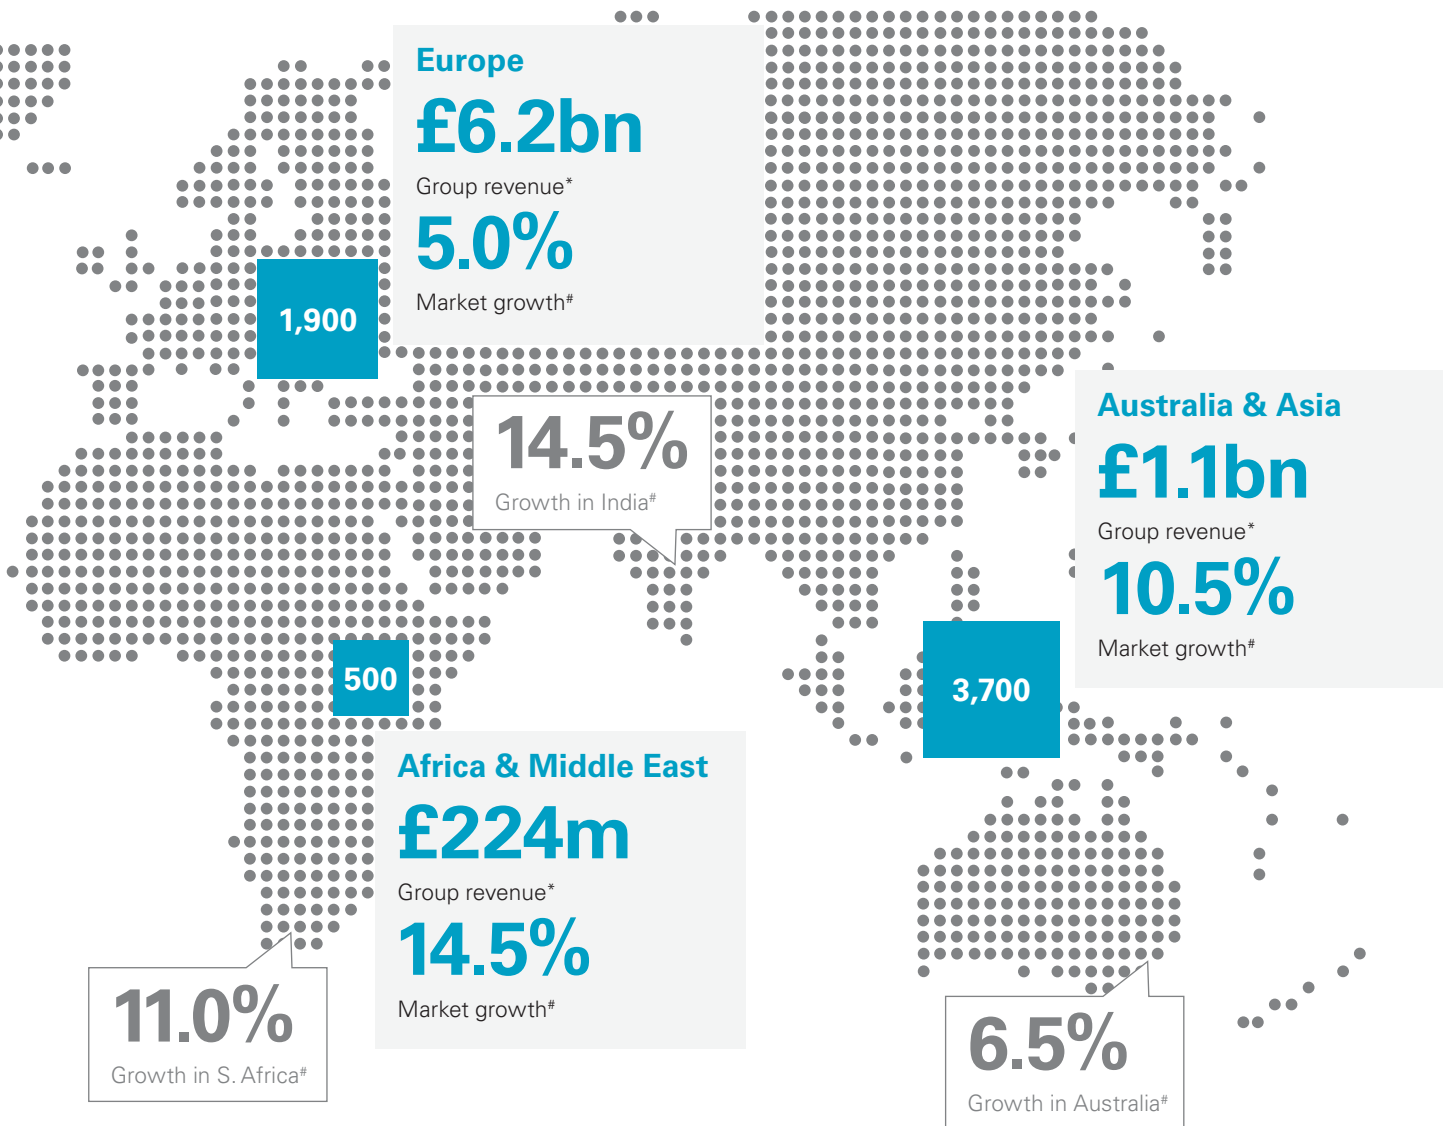 Europe
£6.2bn
Group revenue*
5.0%
Market growth#
1,900
14.5%
Growth in India#
Australia & Asia
£1.1bn
Group revenue*
10.5%
Market growth#
500
3,700
Africa & Middle East
£224m
Group revenue*
14.5%
Market growth#
11.0%
Growth in S. Africa#
6.5%
Growth in Australia#